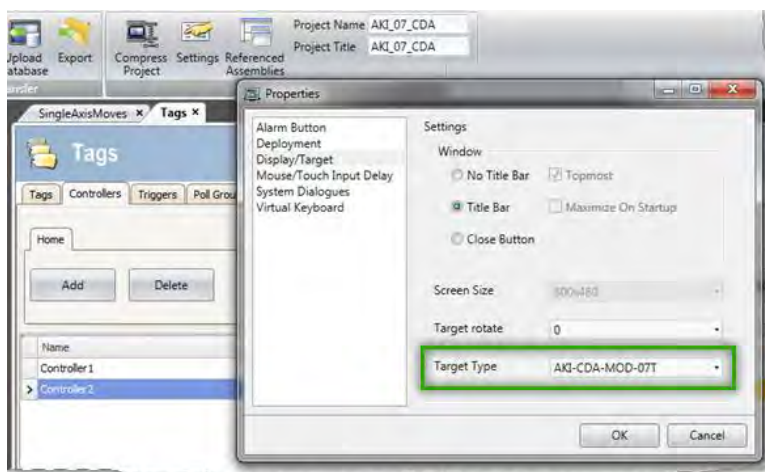 Project Name AKI_07_CDA
Project Title AKI_07_CDA
Upload Database
Export
Compress Project
Settings
Referenced Assemblies
SingleAxisMoves × Tags ×
Tags
Tags Controllers Triggers Poll Grou
Home
Add Delete
Name
Controller1
Controller2
Properties
Alarm Button
Deployment
Display/Target
Mouse/Touch Input Delay
System Dialogues
Virtual Keyboard
Settings
Window
No Title Bar Topmost
Title Bar Maximize On Startup
Close Button
Screen Size 800x480
Target rotate 0
Target Type AKI-CDA-MOD-07T
OK Cancel